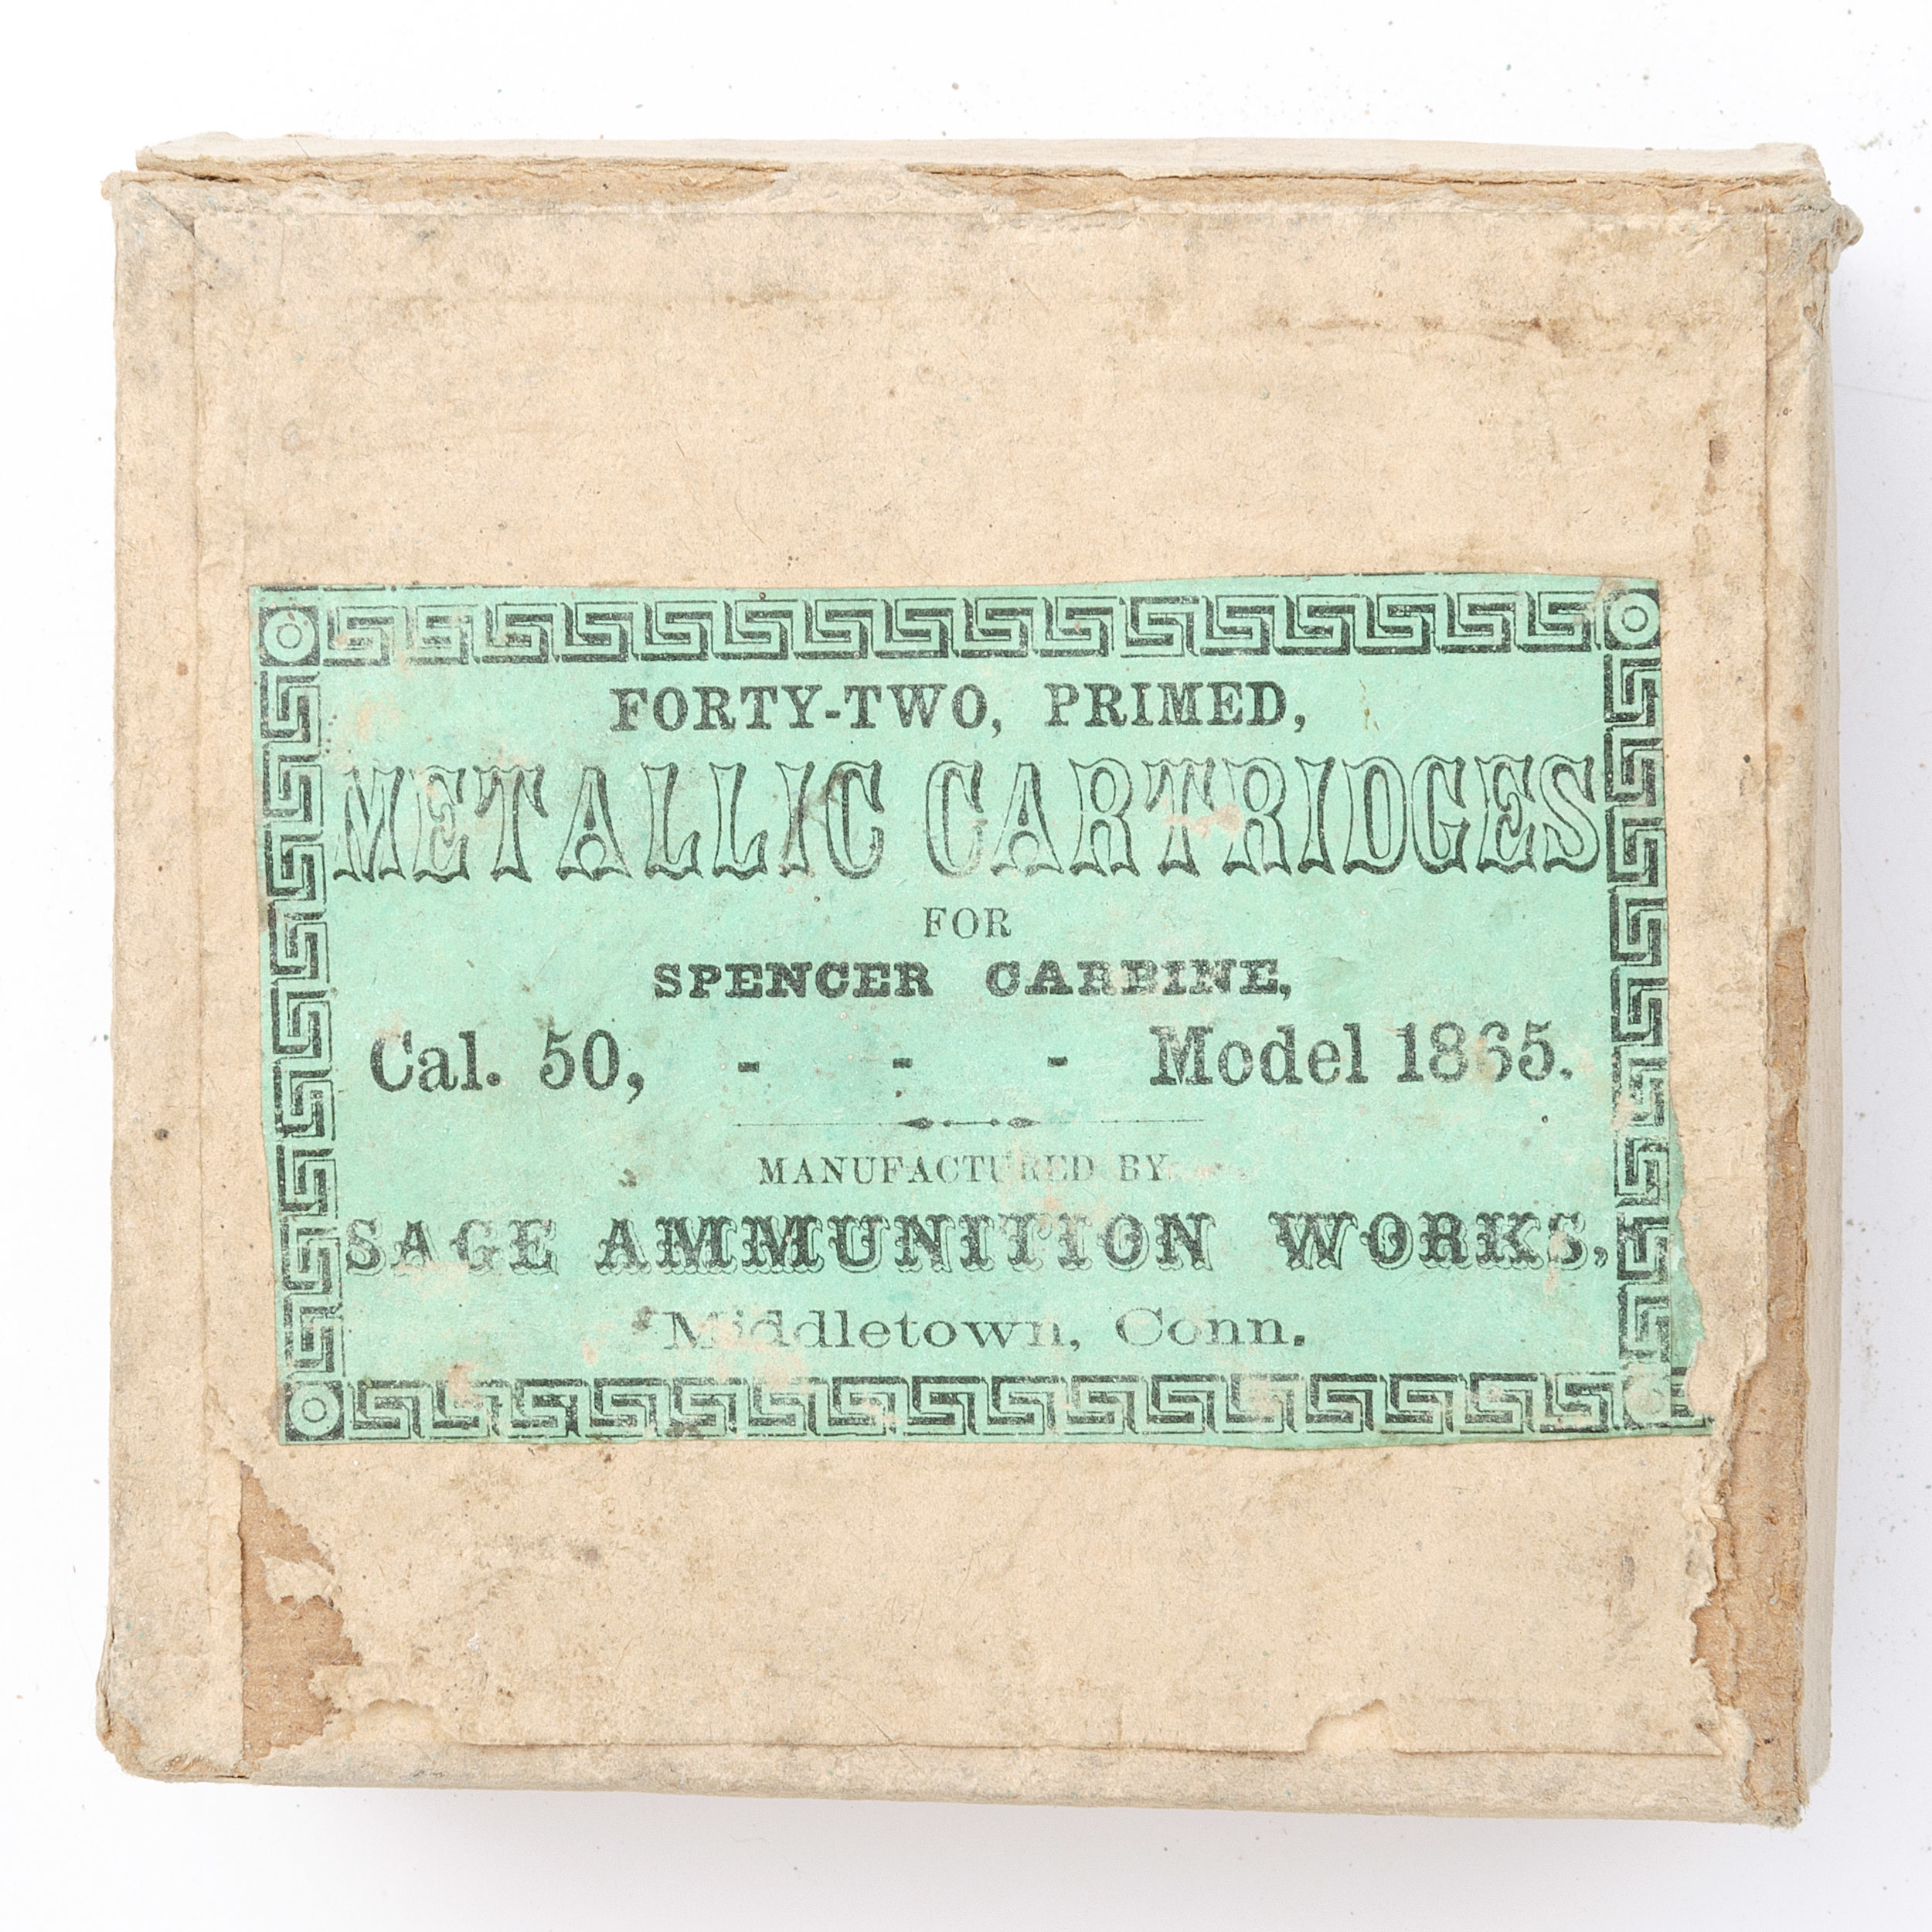 FORTY-TWO, PRIMED,
METALLIC CARTRIDGES
FOR
SPENCER CARBINE,
Cal. 50, - - - Model 1865.
MANUFACTURED BY
SAGE AMMUNITION WORKS,
Middletown, Conn.